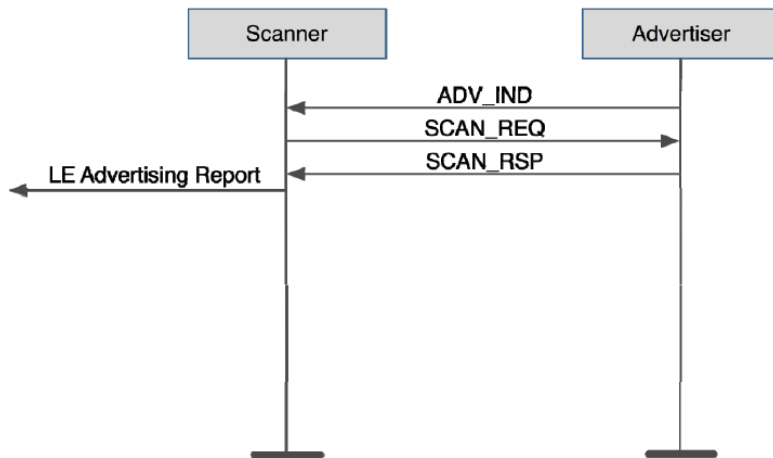 Scanner
Advertiser
ADV_IND
SCAN_REQ
SCAN_RSP
LE Advertising Report